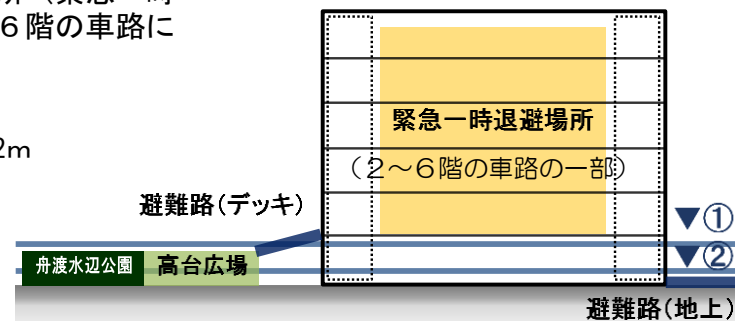 ６階の車路に
2m
緊急一時退避場所
（２～６階の車路の一部）
避難路（デッキ）
▼①
▼②
舟渡水辺公園
高台広場
避難路（地上）